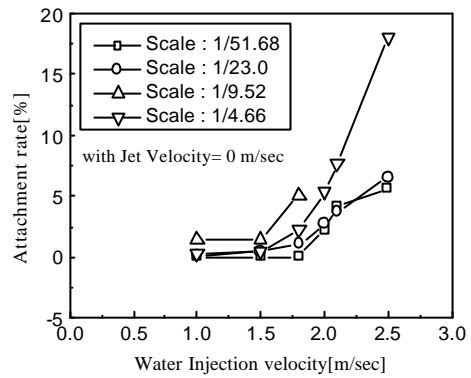 20
15
10
5
0
-5
Attachment rate[%]
Scale : 1/51.68
Scale : 1/23.0
Scale : 1/9.52
Scale : 1/4.66
with Jet Velocity= 0 m/sec
0.0 0.5 1.0 1.5 2.0 2.5 3.0
Water Injection velocity[m/sec]